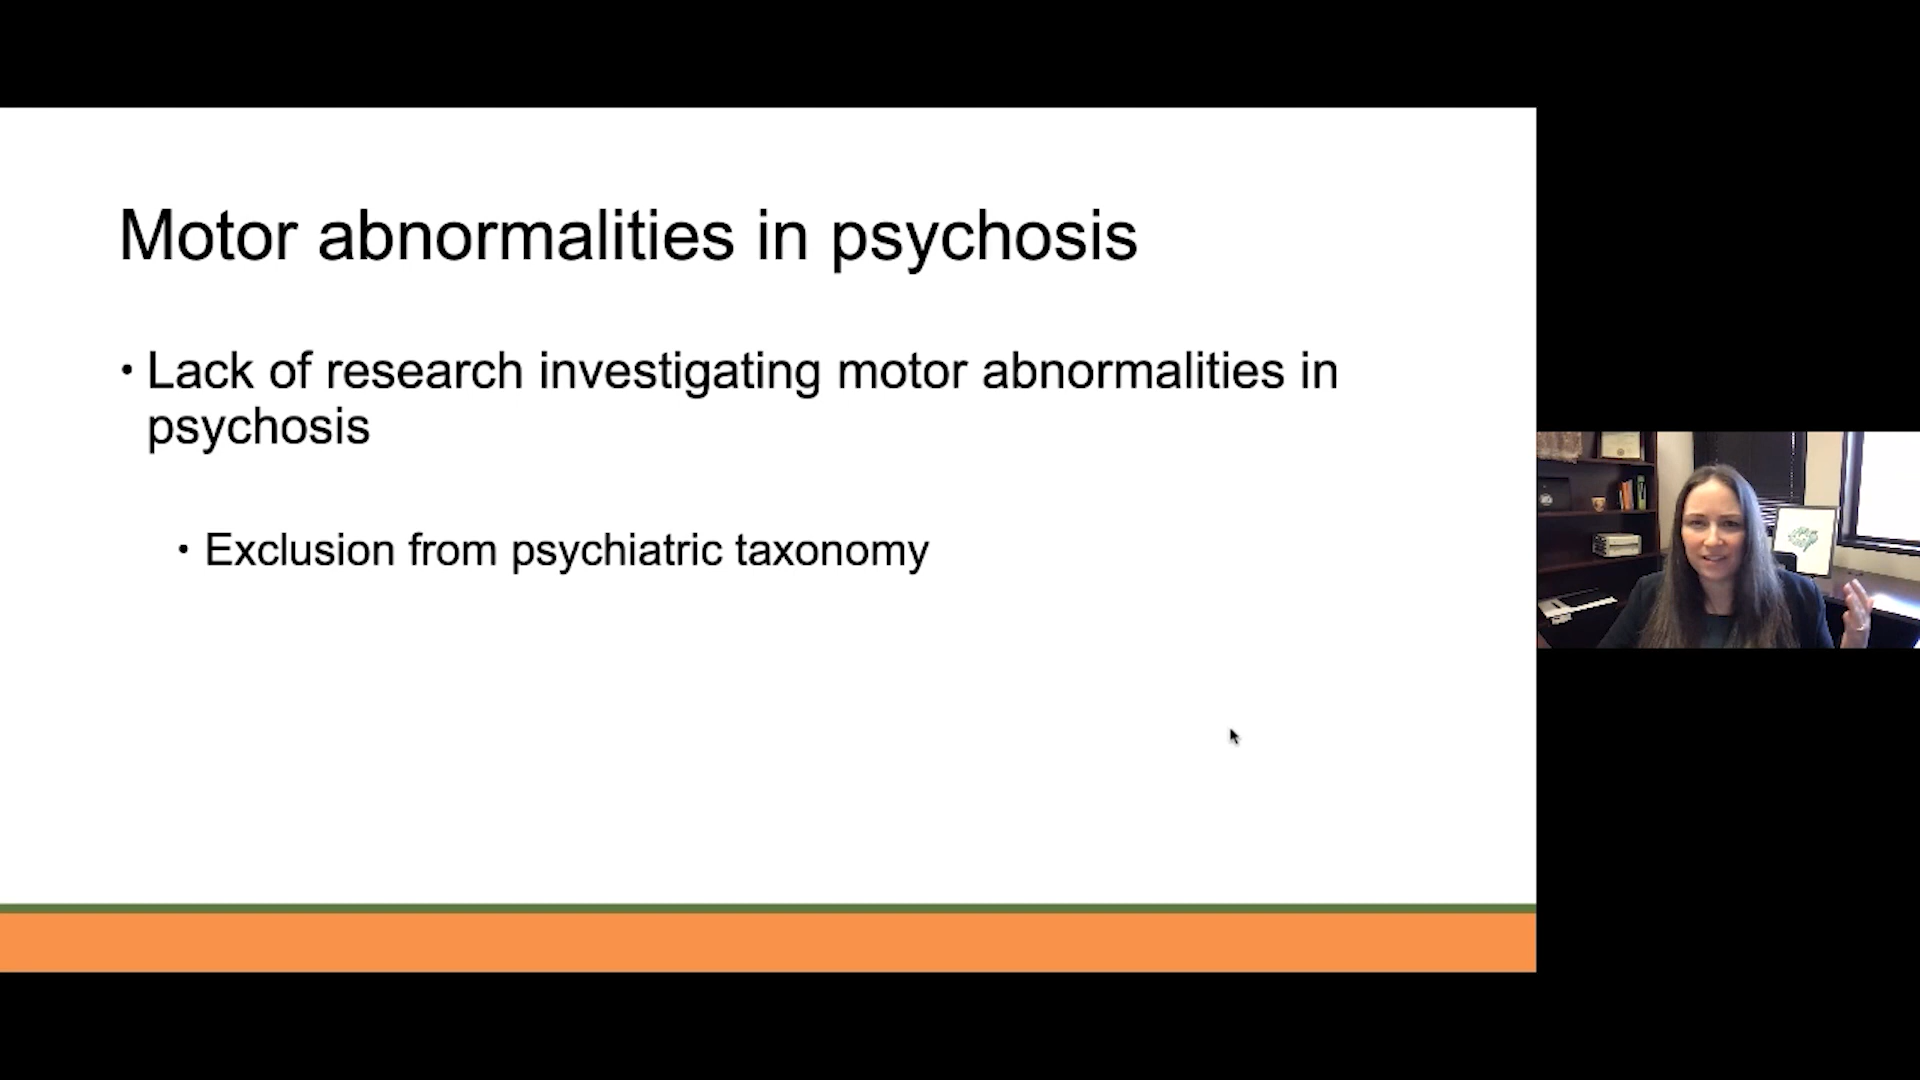 Motor abnormalities in psychosis
• Lack of research investigating motor abnormalities in
psychosis
• Exclusion from psychiatric taxonomy